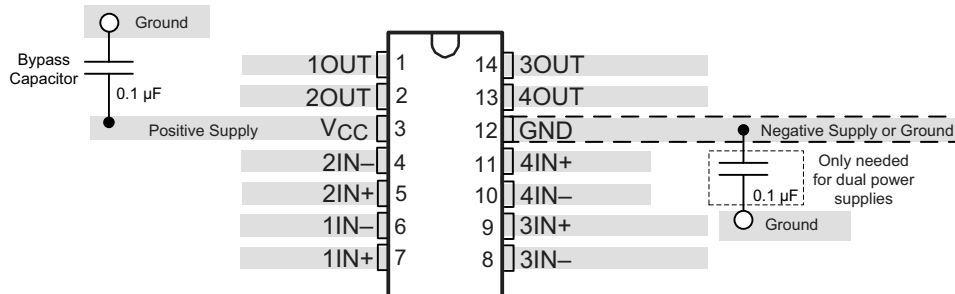 Ground
Bypass
Capacitor
0.1 µF
Positive Supply
1OUT 1
2OUT 2
VCC 3
2IN– 4
2IN+ 5
1IN– 6
1IN+ 7
14 3OUT
13 4OUT
12 GND
11 4IN+
10 4IN–
9 3IN+
8 3IN–
Negative Supply or Ground
Only needed
for dual power
supplies
0.1 µF
Ground